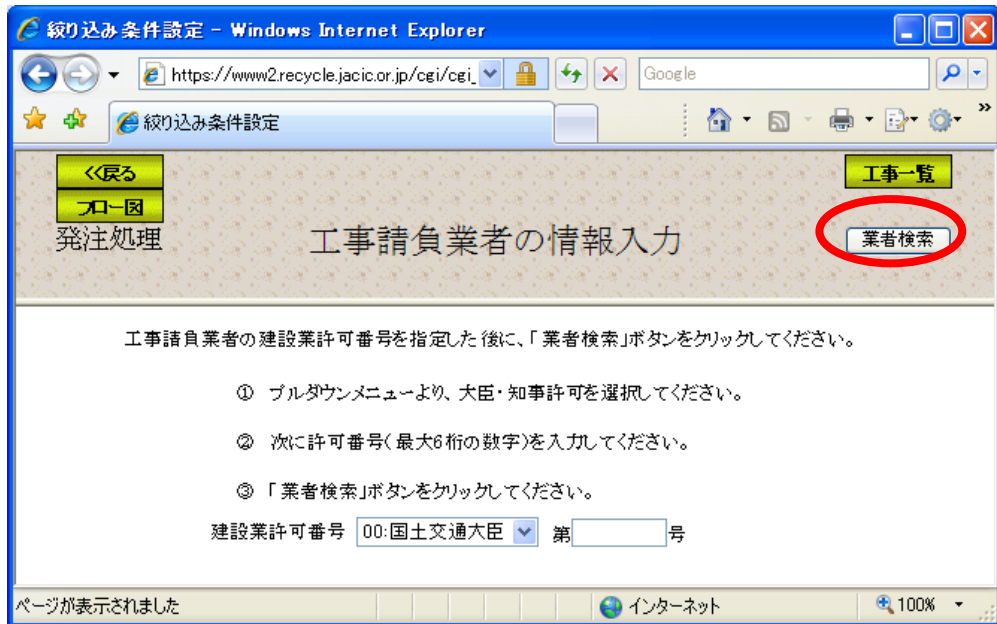 絞り込み条件設定 - Windows Internet Explorer
https://www2.recycle.jacic.or.jp/cgi/cgi_
Google
絞り込み条件設定
<<戻る
工事一覧
フロー図
発注処理
工事請負業者の情報入力
業者検索
工事請負業者の建設業許可番号を指定した後に、「業者検索」ボタンをクリックしてください。
① プルダウンメニューより、大臣・知事許可を選択してください。
② 次に許可番号(最大6桁の数字)を入力してください。
③ 「業者検索」ボタンをクリックしてください。
建設業許可番号 00:国土交通大臣 第 号
ページが表示されました インターネット 100%